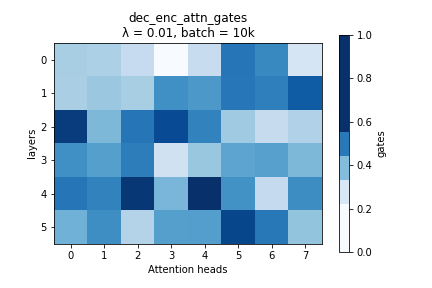 dec_enc_attn_gates
λ = 0.01, batch = 10k
layers
0
1
2
3
4
5
0 1 2 3 4 5 6 7
Attention heads
1.0
0.8
0.6
0.4
0.2
0.0
gates